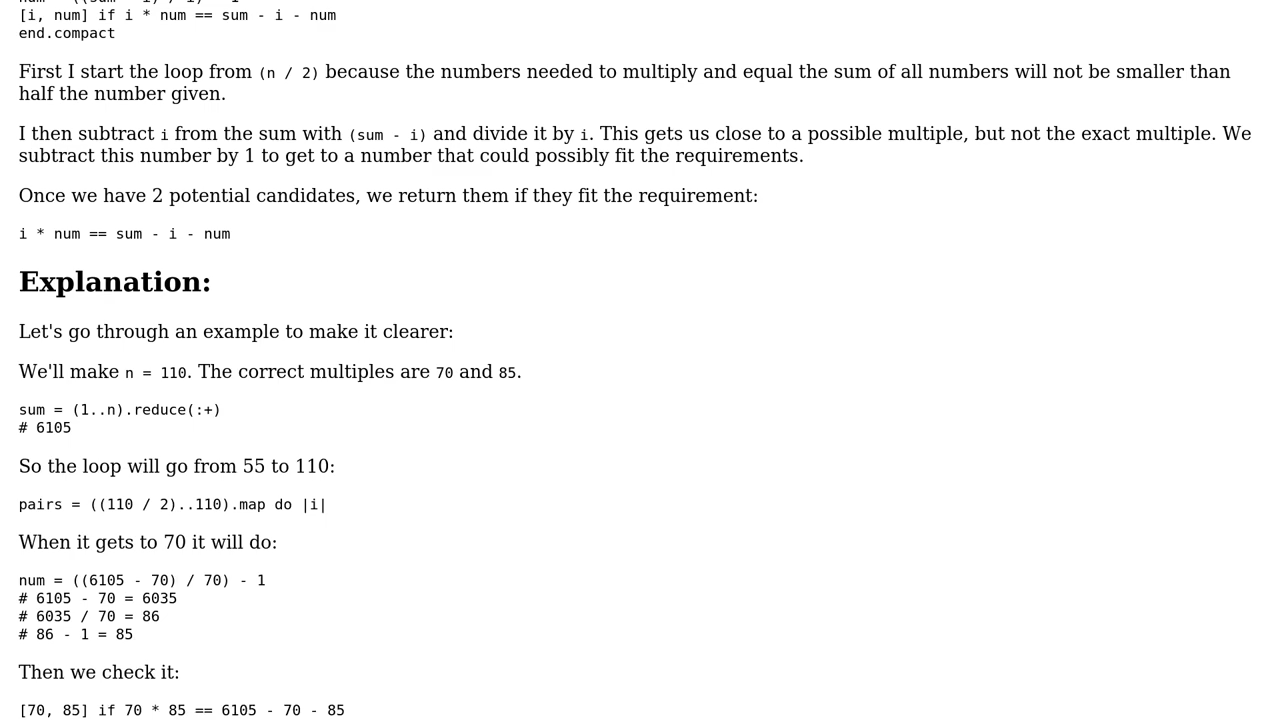 [i, num] if i * num == sum - i - num
end.compact
First I start the loop from (n / 2) because the numbers needed to multiply and equal the sum of all numbers will not be smaller than
half the number given.
I then subtract i from the sum with (sum - i) and divide it by i. This gets us close to a possible multiple, but not the exact multiple. We
subtract this number by 1 to get to a number that could possibly fit the requirements.
Once we have 2 potential candidates, we return them if they fit the requirement:
i * num == sum - i - num
Explanation:
Let's go through an example to make it clearer:
We'll make n = 110. The correct multiples are 70 and 85.
sum = (1..n).reduce(:+)
# 6105
So the loop will go from 55 to 110:
pairs = ((110 / 2)..110).map do |i|
When it gets to 70 it will do:
num = ((6105 - 70) / 70) - 1
# 6105 - 70 = 6035
# 6035 / 70 = 86
# 86 - 1 = 85
Then we check it:
[70, 85] if 70 * 85 == 6105 - 70 - 85